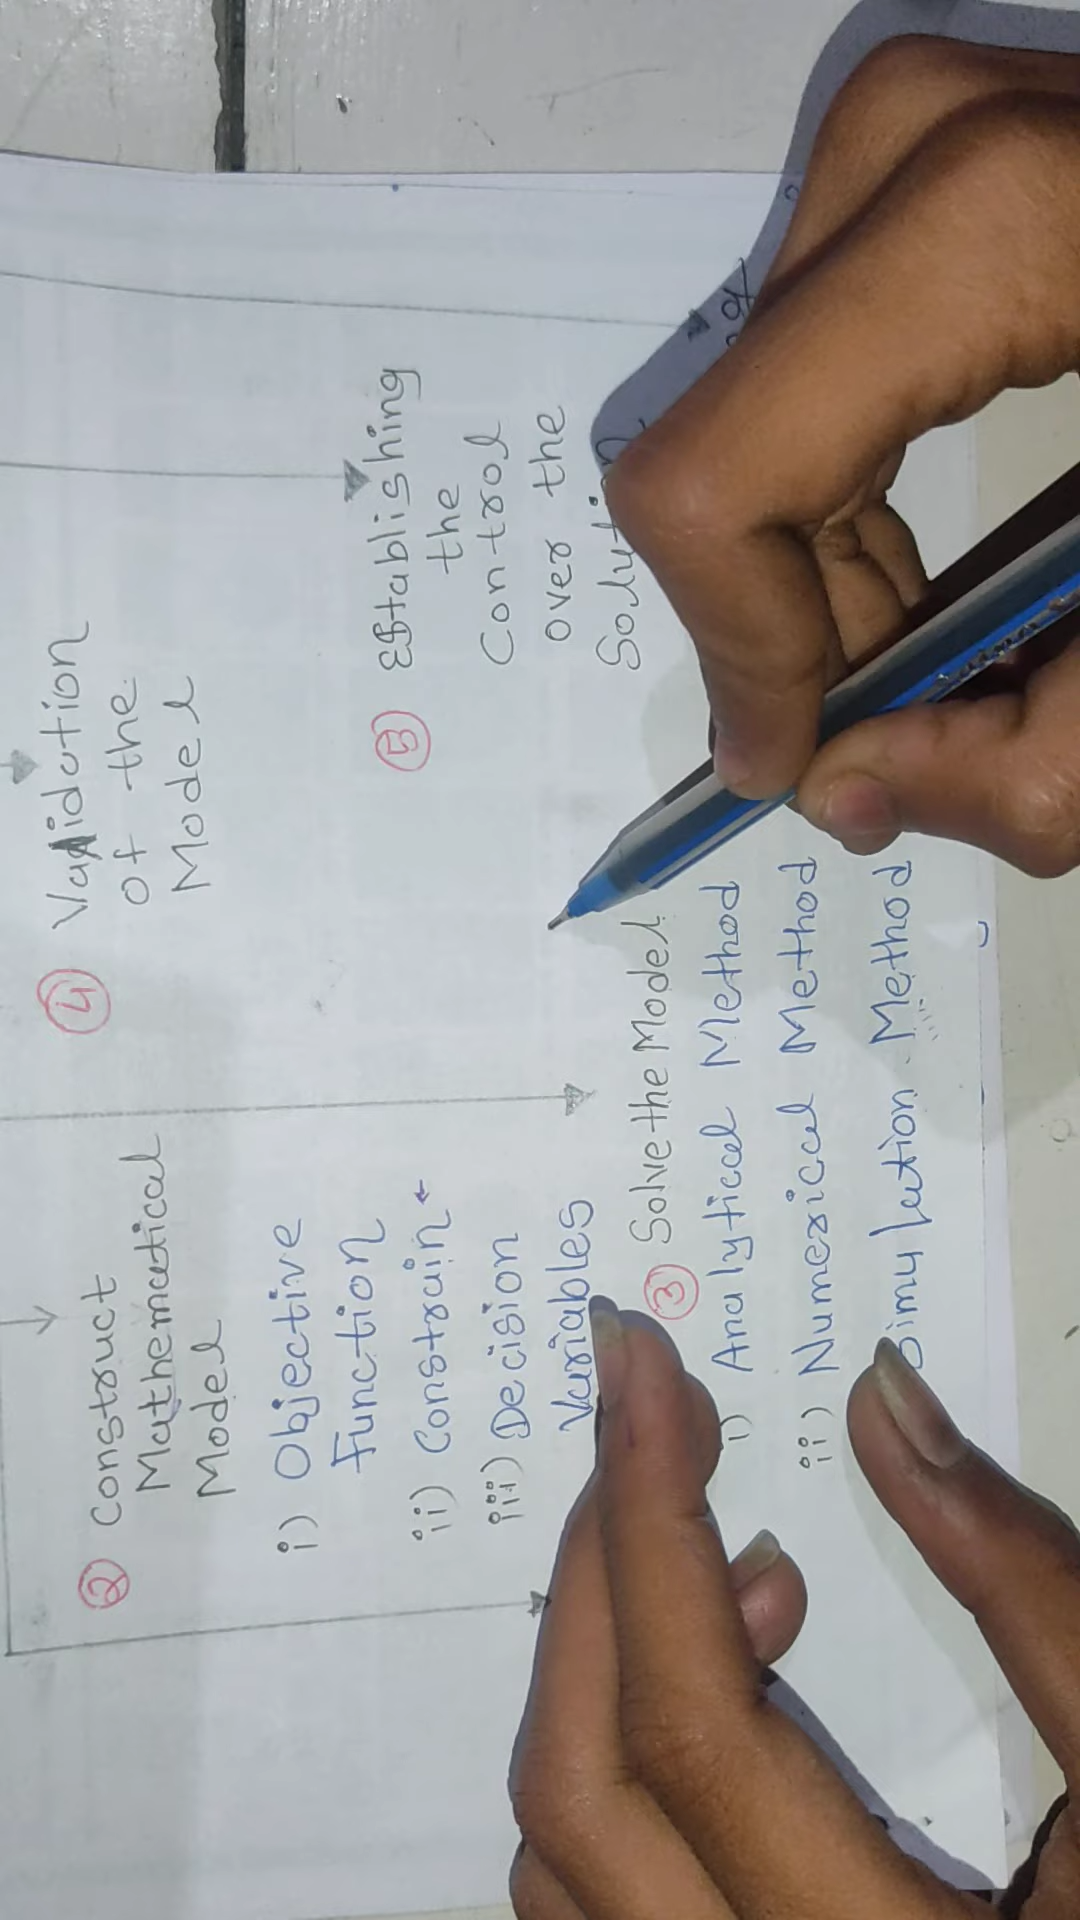 ② Construct
Mathematical
Model
i) Objective
Function
ii) Constrain
iii) Decision
Variables
③ Solve the Model
i) Analytical Method
ii) Numerical Method
Simulation Method
④ Validation
of the
Model
⑤ Establishing
the
Control
over the
Solution